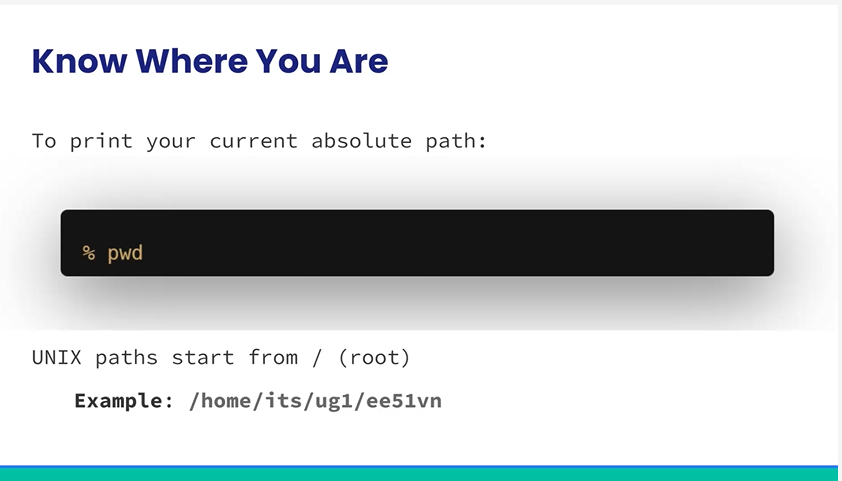 Know Where You Are
To print your current absolute path:
% pwd
UNIX paths start from / (root)
Example: /home/its/ug1/ee51vn